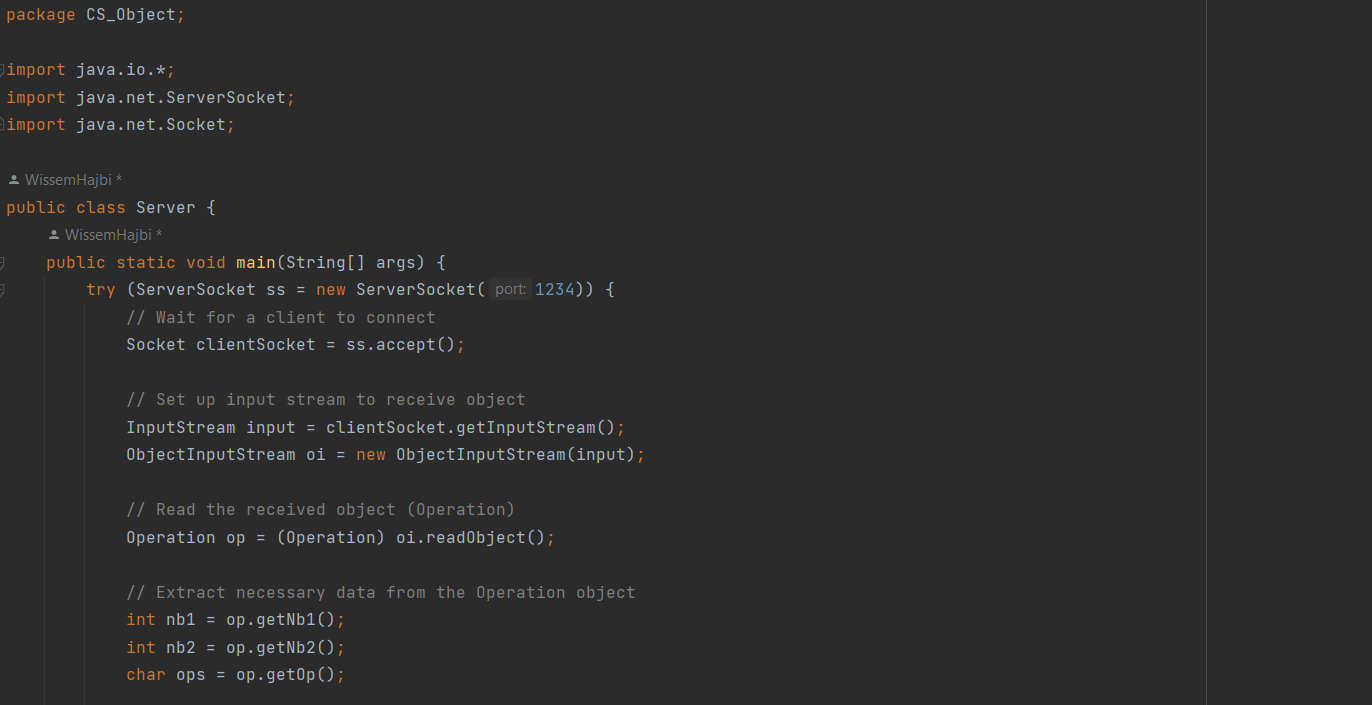 package CS_Object;
import java.io.*;
import java.net.ServerSocket;
import java.net.Socket;
WissemHajbi *
public class Server {
WissemHajbi *
public static void main(String[] args) {
try (ServerSocket ss = new ServerSocket( port: 1234)) {
// Wait for a client to connect
Socket clientSocket = ss.accept();
// Set up input stream to receive object
InputStream input = clientSocket.getInputStream();
ObjectInputStream oi = new ObjectInputStream(input);
// Read the received object (Operation)
Operation op = (Operation) oi.readObject();
// Extract necessary data from the Operation object
int nb1 = op.getNb1();
int nb2 = op.getNb2();
char ops = op.getOp();